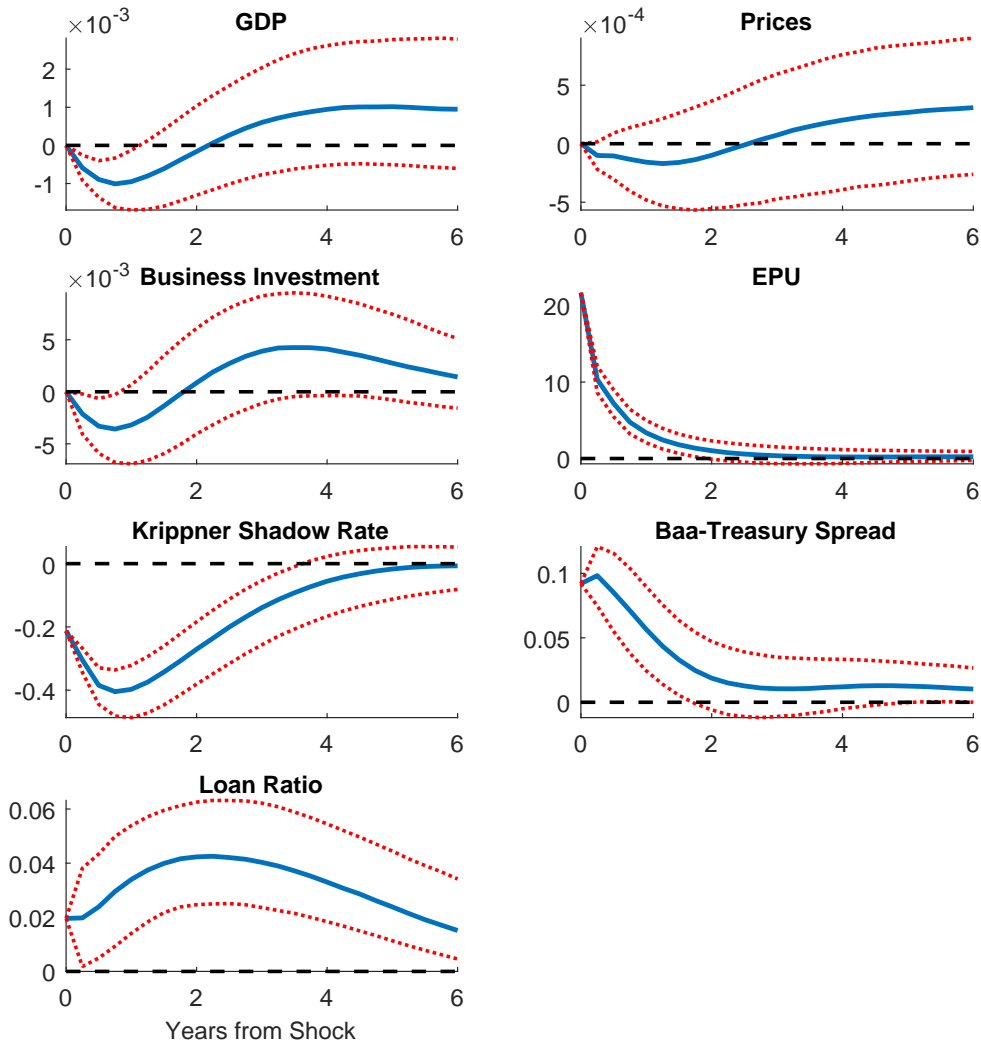 ×10⁻³
GDP
2
1
0
-1
0 2 4 6
×10⁻⁴
Prices
5
0
-5
0 2 4 6
×10⁻³
Business Investment
5
0
-5
0 2 4 6
EPU
20
10
0
0 2 4 6
Krippner Shadow Rate
0
-0.2
-0.4
0 2 4 6
Baa-Treasury Spread
0.1
0.05
0
0 2 4 6
Loan Ratio
0.06
0.04
0.02
0
0 2 4 6
Years from Shock